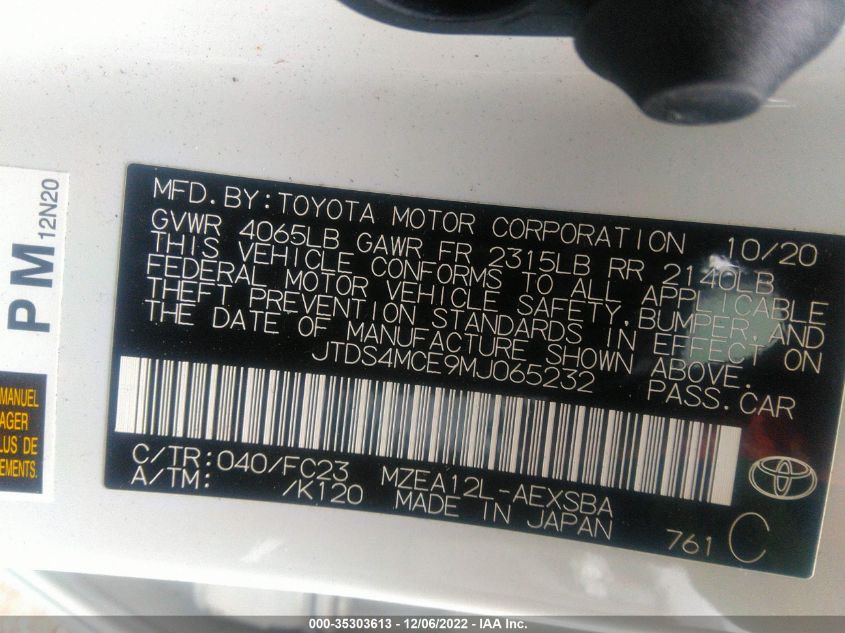 MFD.BY:TOYOTA MOTOR CORPORATION 10/20
GVWR 4065LB GAWR FR 2315LB RR 2140LB
THIS VEHICLE CONFORMS TO ALL APPLICABLE
FEDERAL MOTOR VEHICLE SAFETY,BUMPER,AND
THEFT PREVENTION STANDARDS IN EFFECT ON
THE DATE OF MANUFACTURE SHOWN ABOVE.
JTDS4MCE9MJ065232 PASS.CAR
C/TR:040/FC23 MZEA12L-AEXSBA
A/TM: /K120 MADE IN JAPAN
761 C
PM 12N20
MANUEL
AGER
LUS DE
EMENTS.
000-35303613 - 12/06/2022 - IAA Inc.